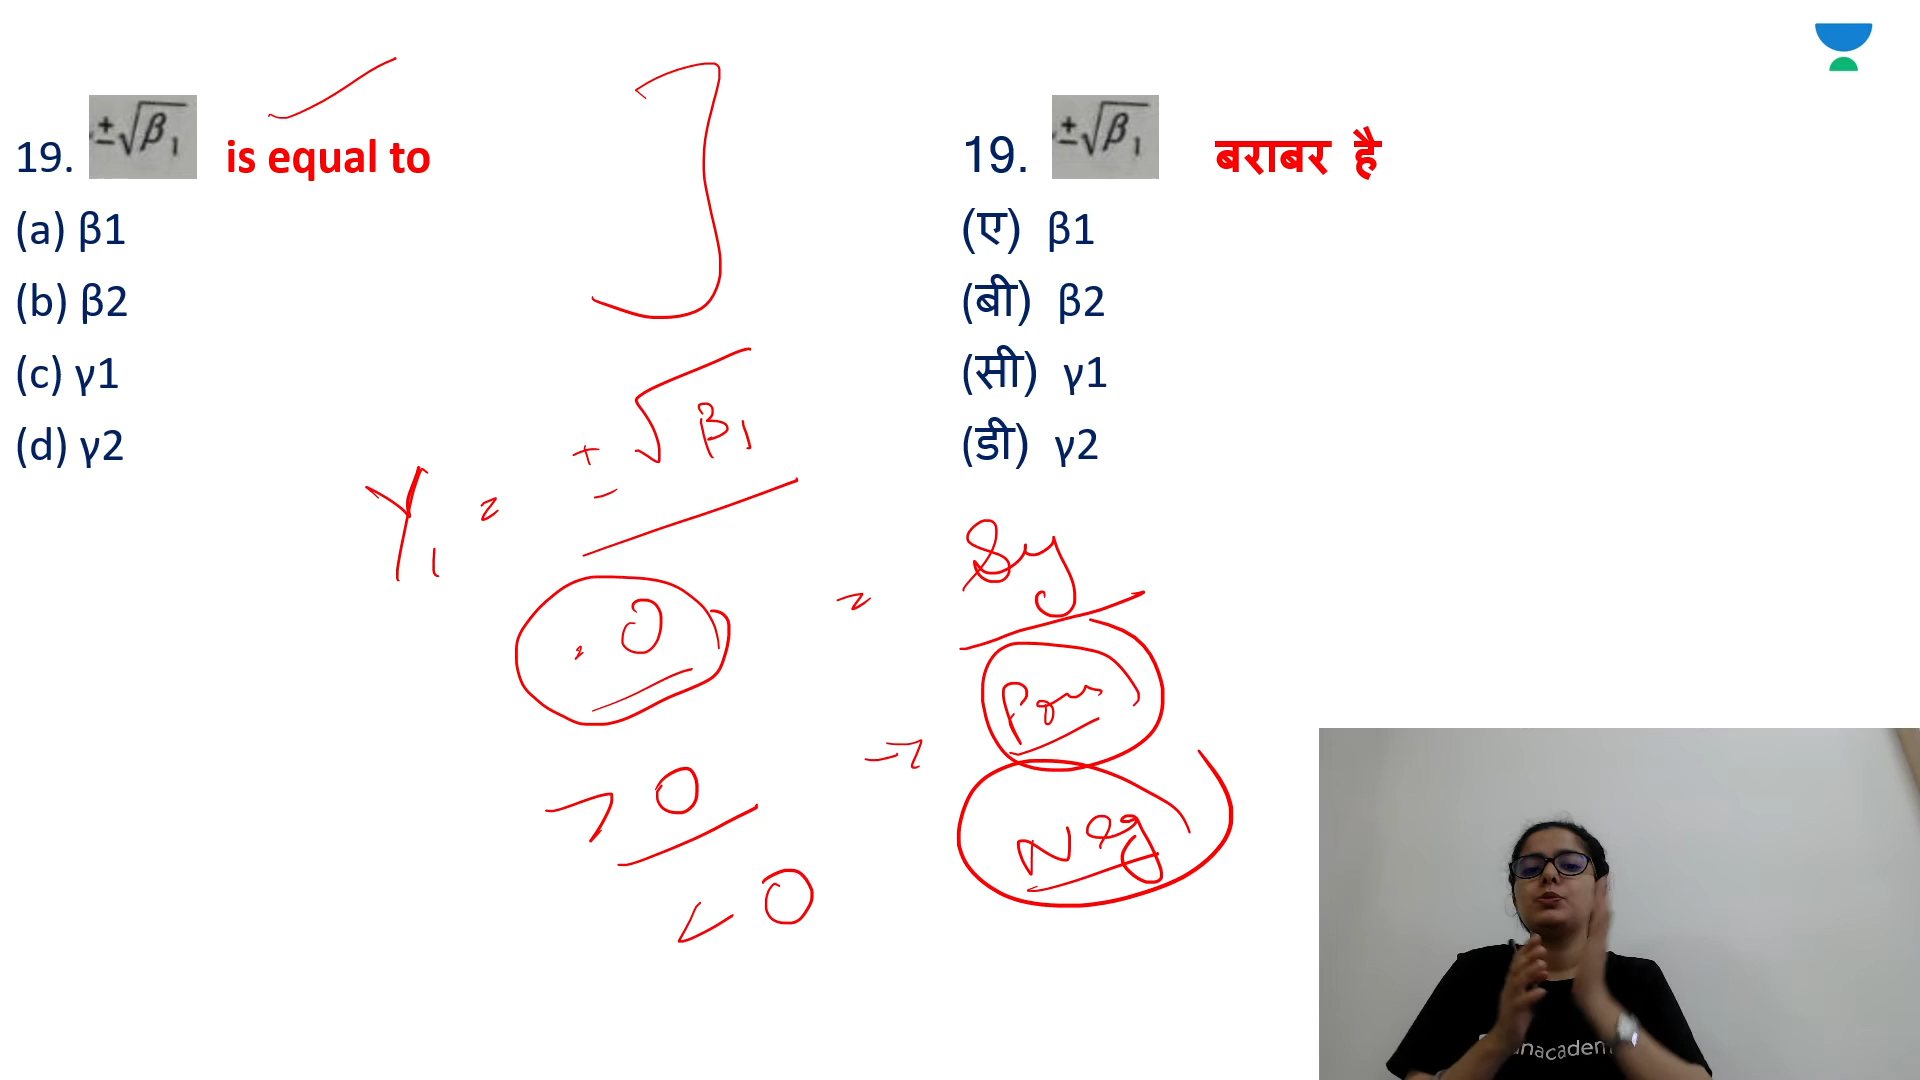 19. ±√β1 is equal to
(a) β1
(b) β2
(c) γ1
(d) γ2
19. ±√β1 बराबर है
(ए) β1
(बी) β2
(सी) γ1
(डी) γ2
γ1 = ±√β1
= 0 = Sy
> 0 → Pos
< 0 Neg
nacadem